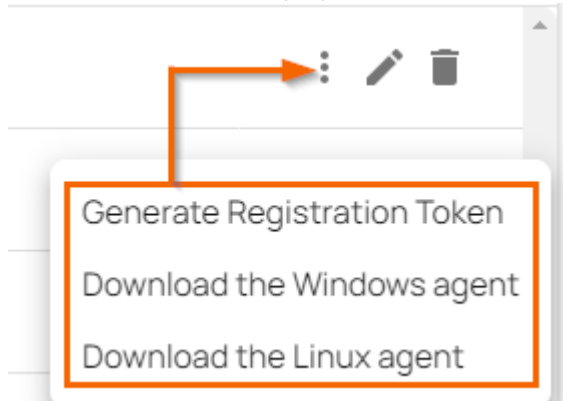 Generate Registration Token
Download the Windows agent
Download the Linux agent